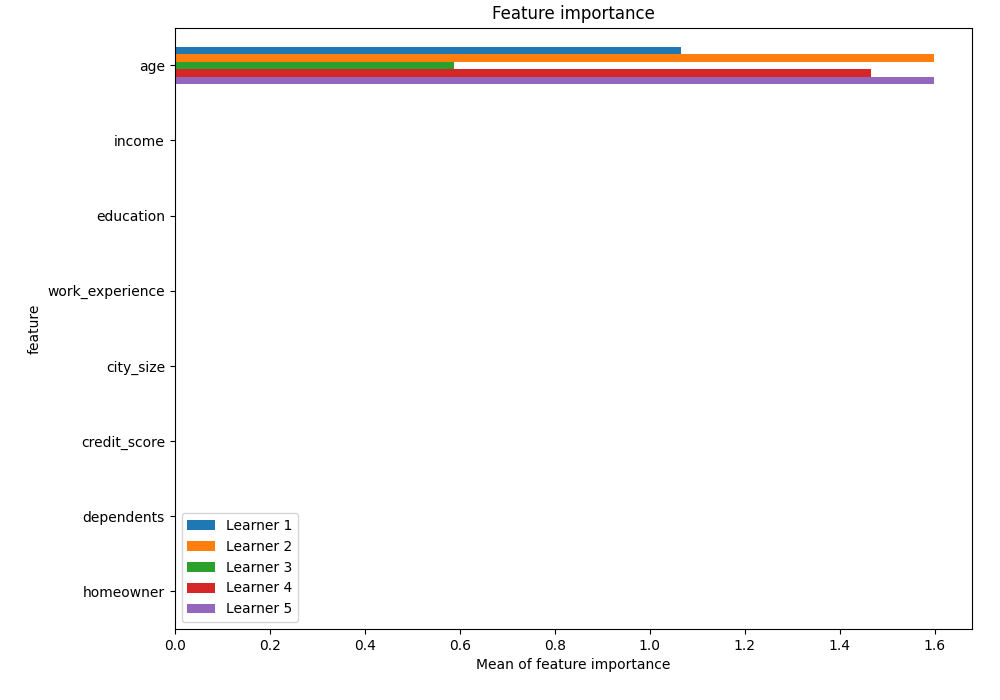 Feature importance
age
income
education
work_experience
city_size
credit_score
dependents
homeowner
feature
Learner 1
Learner 2
Learner 3
Learner 4
Learner 5
0.0 0.2 0.4 0.6 0.8 1.0 1.2 1.4 1.6
Mean of feature importance